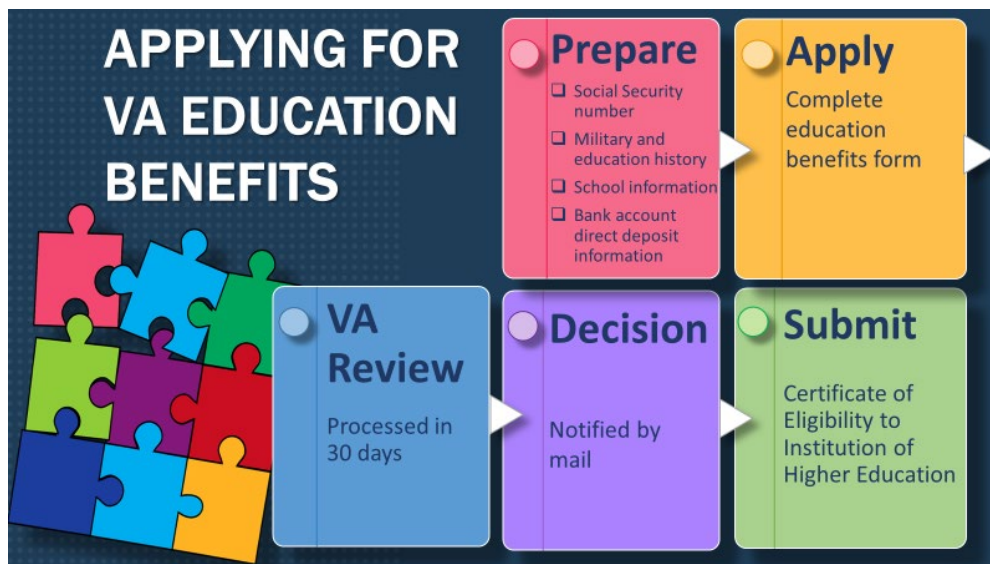 APPLYING FOR
VA EDUCATION
BENEFITS
Prepare
❑ Social Security
number
❑ Military and
education history
❑ School information
❑ Bank account
direct deposit
information
Apply
Complete
education
benefits form
VA
Review
Processed in
30 days
Decision
Notified by
mail
Submit
Certificate of
Eligibility to
Institution of
Higher Education